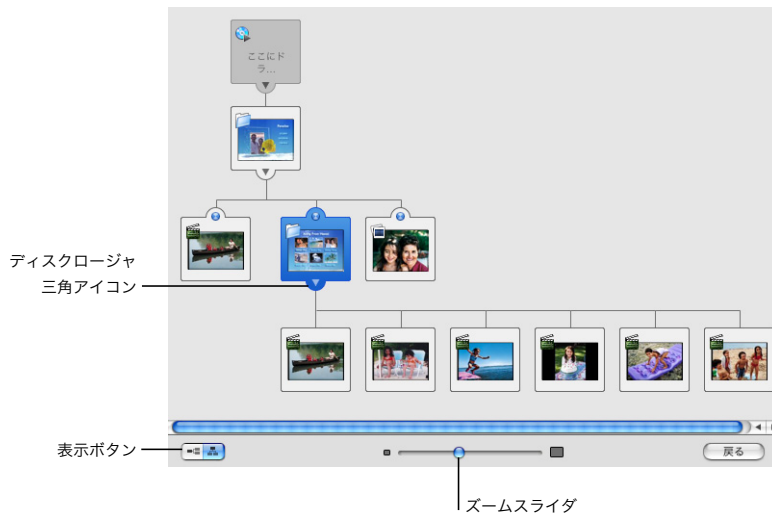 ここにド
ラ...
ディスクロージャ
三角アイコン
表示ボタン
戻る
ズームスライダ